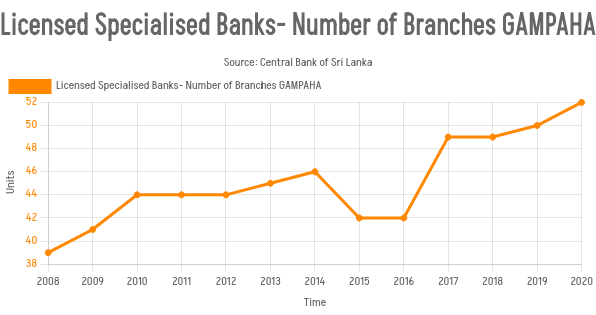 Licensed Specialised Banks- Number of Branches GAMPAHA
Source: Central Bank of Sri Lanka
Licensed Specialised Banks- Number of Branches GAMPAHA
52
50
48
46
44
42
40
38
Units
2008 2009 2010 2011 2012 2013 2014 2015 2016 2017 2018 2019 2020
Time